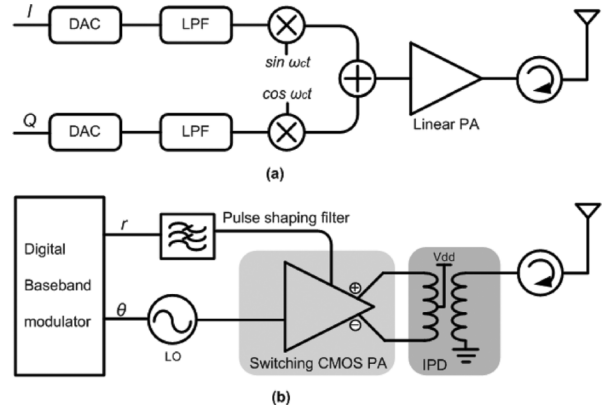 I
DAC
LPF
sin ωct
cos ωct
Q
DAC
LPF
Linear PA
(a)
r
Pulse shaping filter
Digital
Baseband
modulator
θ
LO
Vdd
Switching CMOS PA
IPD
(b)